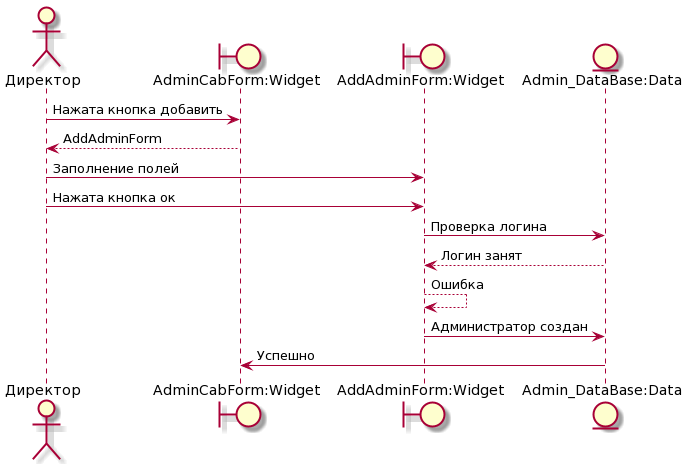 Директор
AdminCabForm:Widget
AddAdminForm:Widget
Admin_DataBase:Data
Нажата кнопка добавить
AddAdminForm
Заполнение полей
Нажата кнопка ок
Проверка логина
Логин занят
Ошибка
Администратор создан
Успешно
Директор
AdminCabForm:Widget
AddAdminForm:Widget
Admin_DataBase:Data